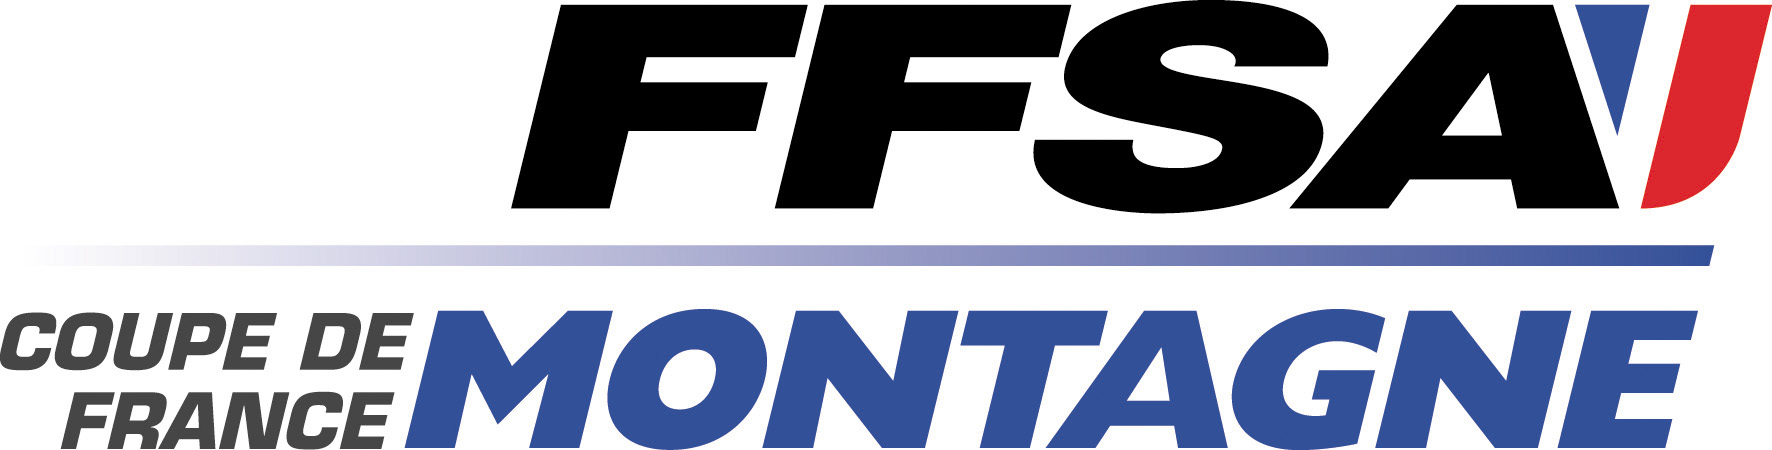 FFSA
COUPE DE
FRANCE
MONTAGNE